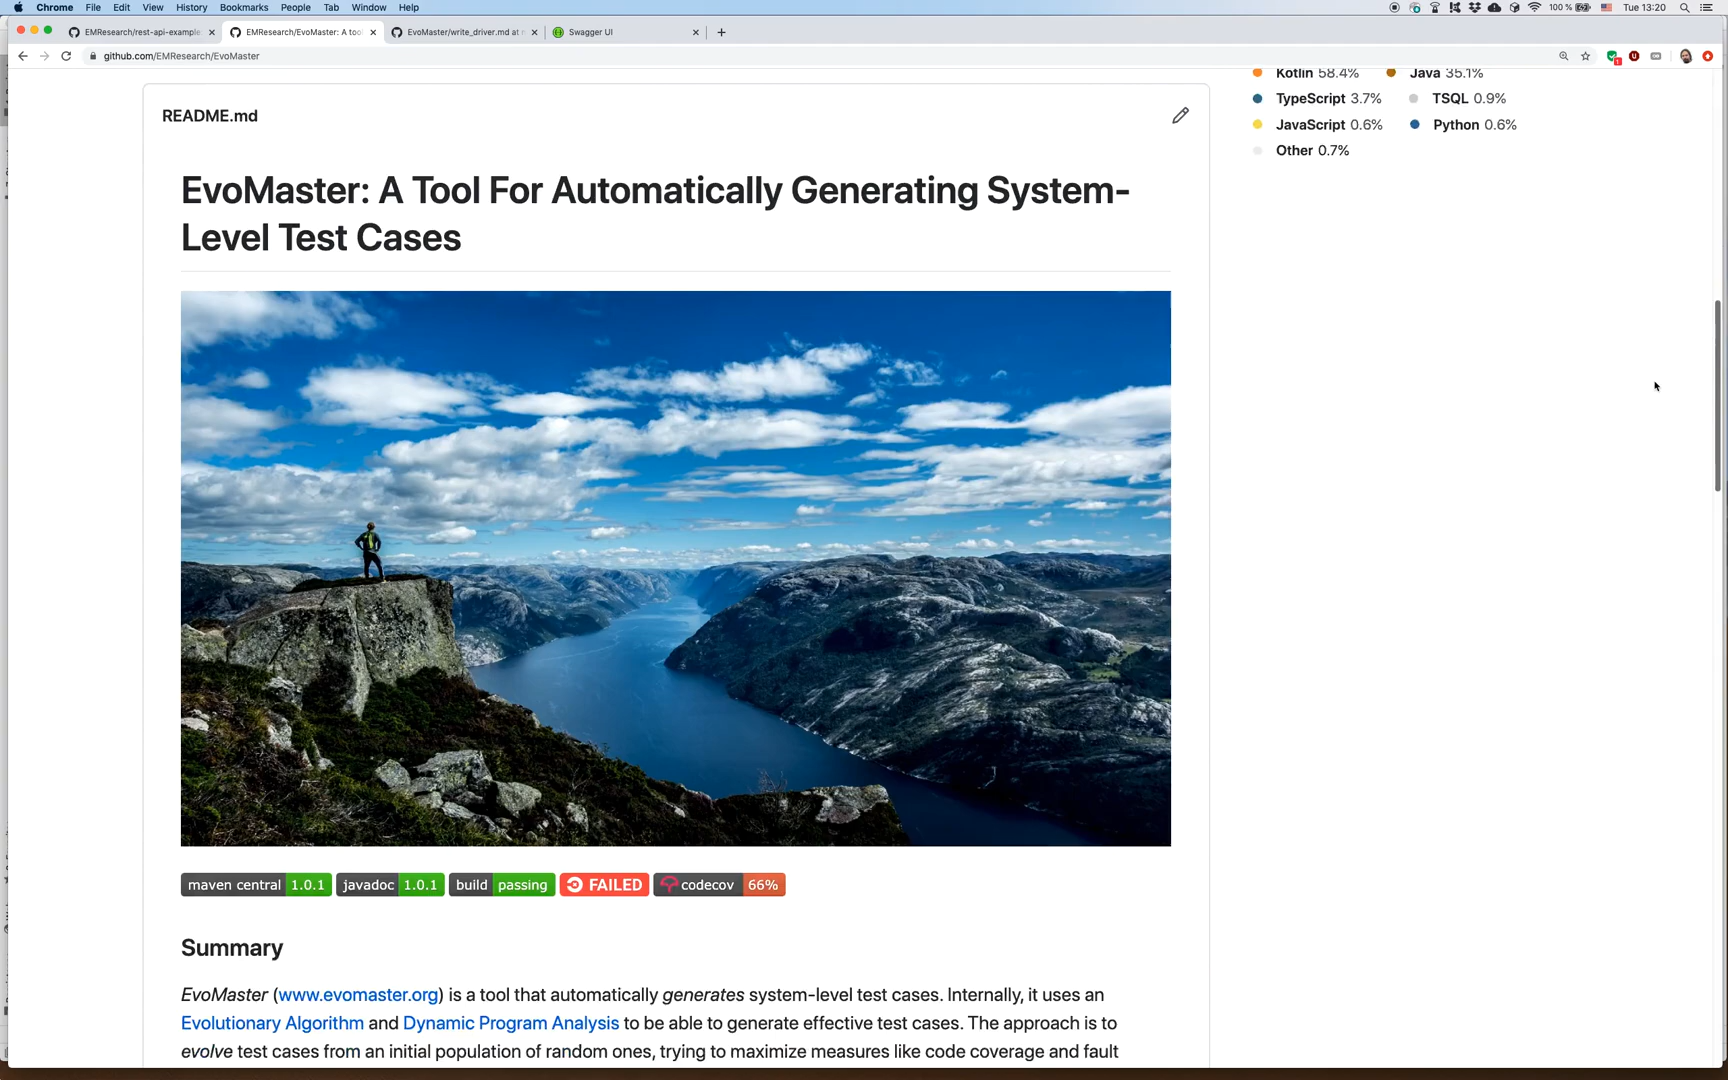 Chrome File Edit View History Bookmarks People Tab Window Help 100 % Tue 13:20
EMResearch/rest-api-example EMResearch/EvoMaster: A too EvoMaster/write_driver.md at Swagger UI
github.com/EMResearch/EvoMaster
Kotlin 58.4% Java 35.1%
TypeScript 3.7% TSQL 0.9%
JavaScript 0.6% Python 0.6%
Other 0.7%
README.md
EvoMaster: A Tool For Automatically Generating System-
Level Test Cases
maven central 1.0.1 javadoc 1.0.1 build passing FAILED codecov 66%
Summary
EvoMaster (www.evomaster.org) is a tool that automatically generates system-level test cases. Internally, it uses an
Evolutionary Algorithm and Dynamic Program Analysis to be able to generate effective test cases. The approach is to
evolve test cases from an initial population of random ones, trying to maximize measures like code coverage and fault